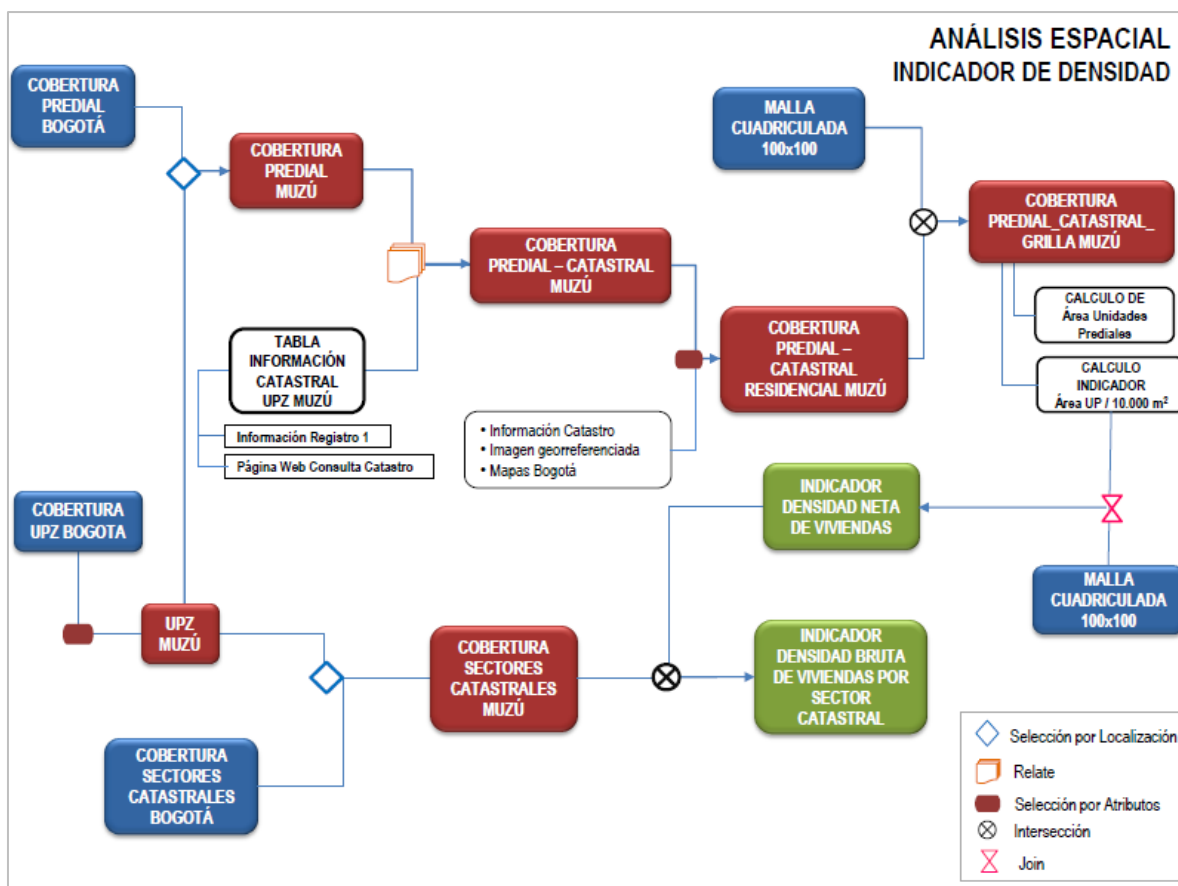 ANÁLISIS ESPACIAL
INDICADOR DE DENSIDAD
COBERTURA
PREDIAL
BOGOTÁ
COBERTURA
PREDIAL
MUZÚ
MALLA
CUADRICULADA
100x100
COBERTURA
PREDIAL – CATASTRAL
MUZÚ
COBERTURA
PREDIAL_CATASTRAL_
GRILLA MUZÚ
CALCULO DE
Área Unidades
Prediales
CALCULO
INDICADOR
Área UP / 10.000 m²
TABLA
INFORMACIÓN
CATASTRAL
UPZ MUZÚ
Información Registro 1
Página Web Consulta Catastro
COBERTURA
PREDIAL –
CATASTRAL
RESIDENCIAL MUZÚ
• Información Catastro
• Imagen georreferenciada
• Mapas Bogotá
COBERTURA
UPZ BOGOTA
INDICADOR
DENSIDAD NETA
DE VIVIENDAS
MALLA
CUADRICULADA
100x100
UPZ
MUZÚ
COBERTURA
SECTORES
CATASTRALES
MUZÚ
INDICADOR
DENSIDAD BRUTA
DE VIVIENDAS POR
SECTOR
CATASTRAL
COBERTURA
SECTORES
CATASTRALES
BOGOTÁ
Selección por Localización
Relate
Selección por Atributos
Intersección
Join